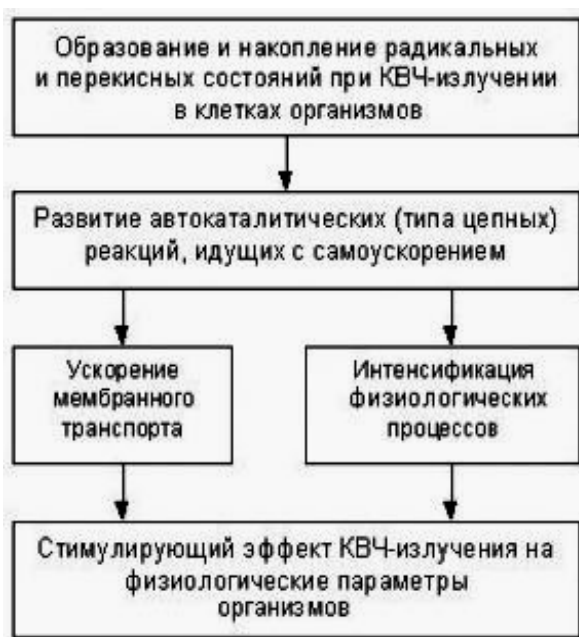 Образование и накопление радикальных
и перекисных состояний при КВЧ-излучении
в клетках организмов
Развитие автокаталитических (типа цепных)
реакций, идущих с самоускорением
Ускорение
мембранного
транспорта
Интенсификация
физиологических
процессов
Стимулирующий эффект КВЧ-излучения на
физиологические параметры
организмов